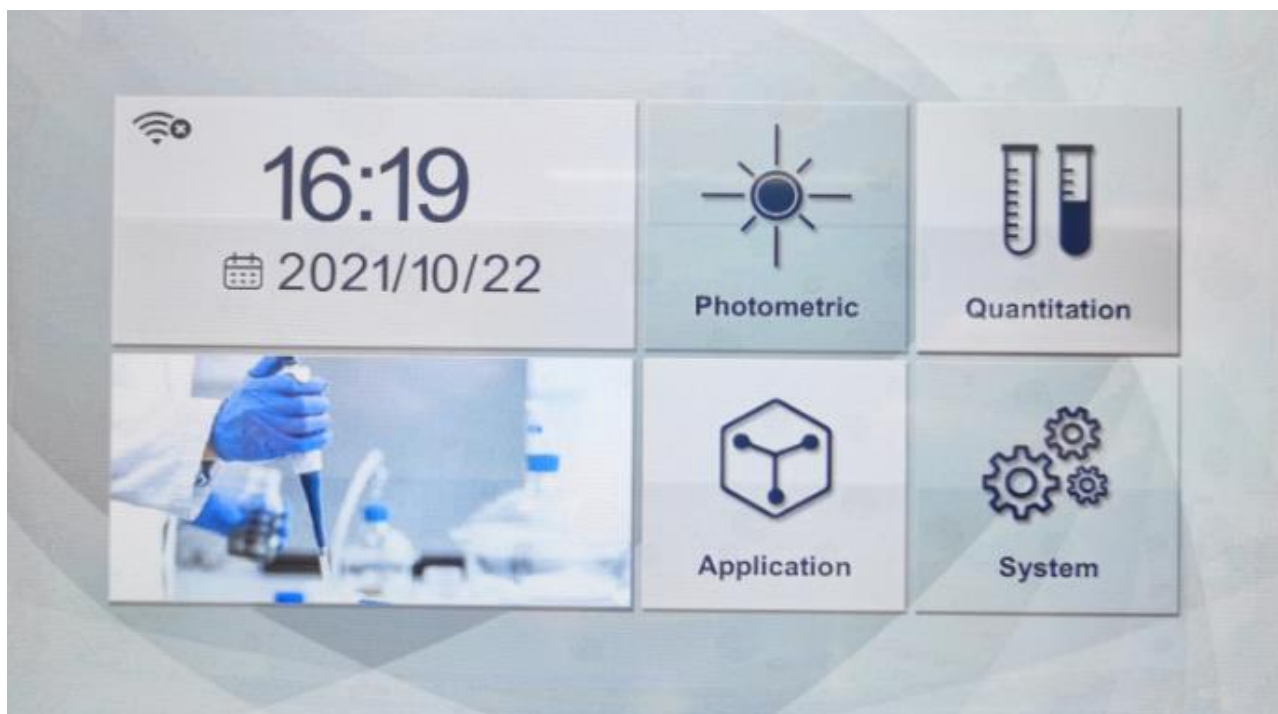 16:19
2021/10/22
Photometric
Quantitation
Application
System